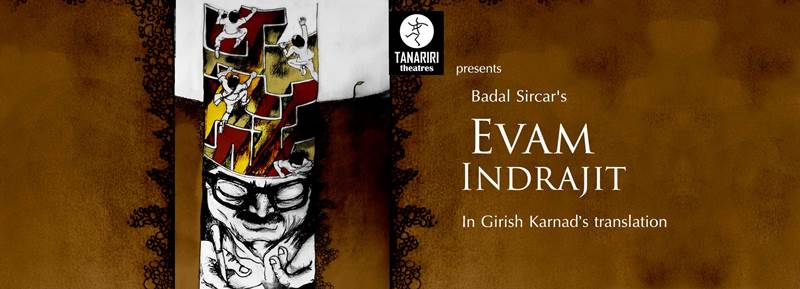 TANARIRI
theatres
presents
Badal Sircar's
EVAM
INDRAJIT
In Girish Karnad's translation